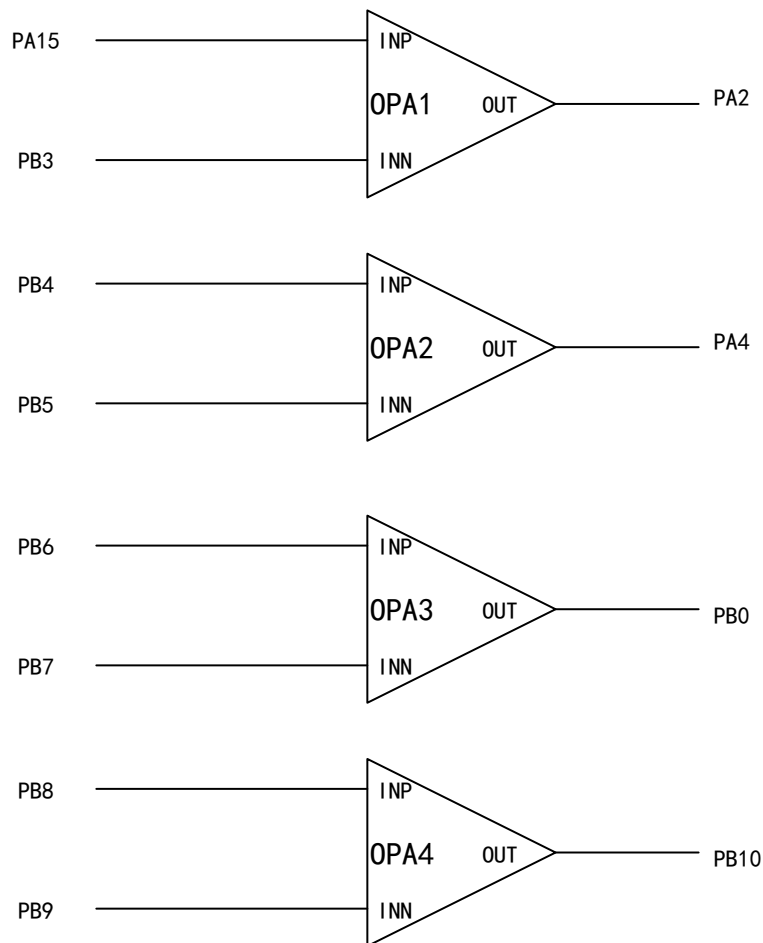 PA15
INP
OPA1
OUT
PA2
PB3
INN
PB4
INP
OPA2
OUT
PA4
PB5
INN
PB6
INP
OPA3
OUT
PB0
PB7
INN
PB8
INP
OPA4
OUT
PB10
PB9
INN